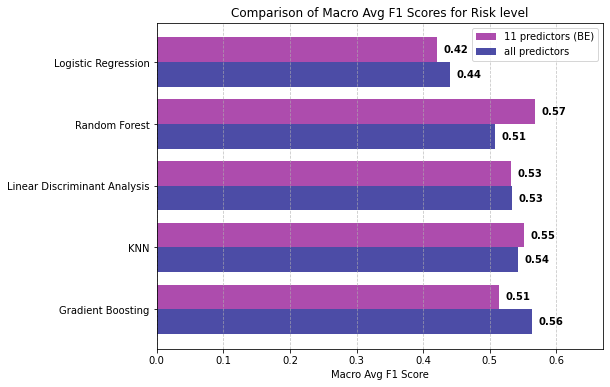 Comparison of Macro Avg F1 Scores for Risk level
11 predictors (BE)
all predictors
Logistic Regression
0.42
0.44
Random Forest
0.57
0.51
Linear Discriminant Analysis
0.53
0.53
KNN
0.55
0.54
Gradient Boosting
0.51
0.56
0.0 0.1 0.2 0.3 0.4 0.5 0.6
Macro Avg F1 Score